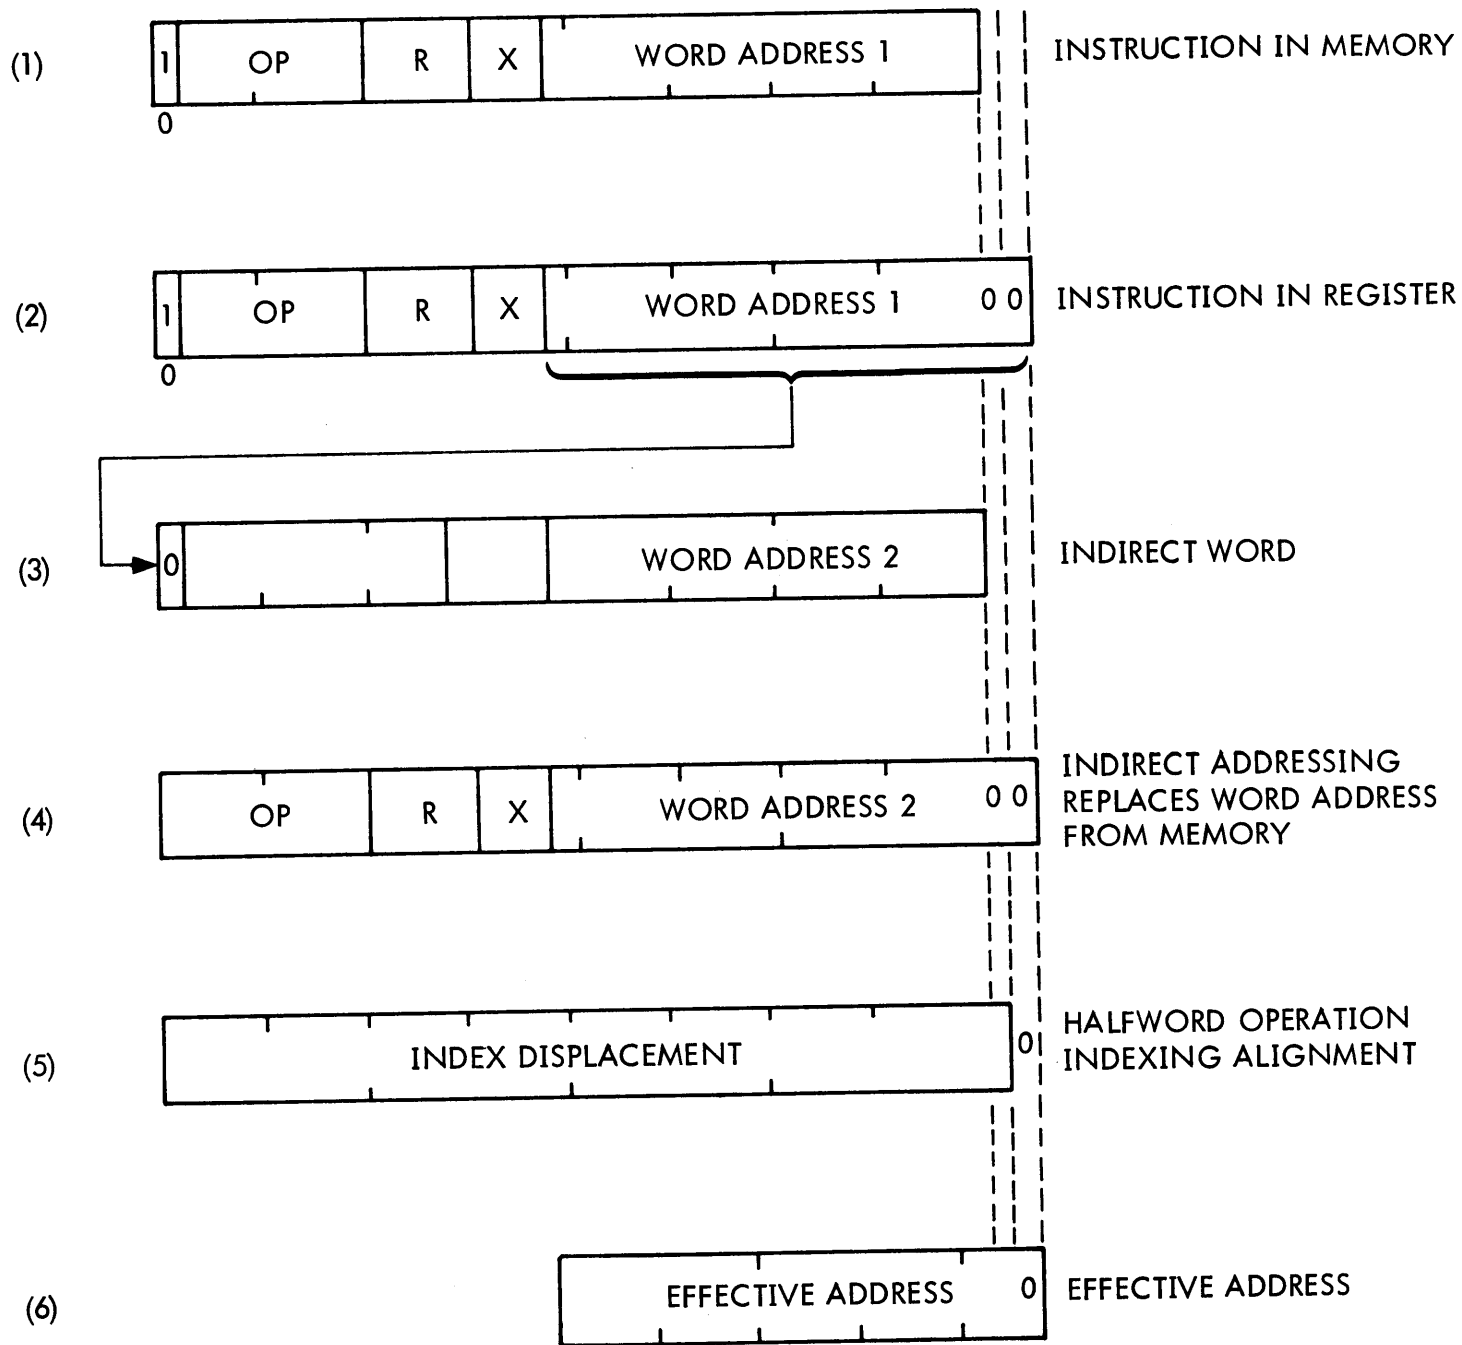 (1) 1 OP R X WORD ADDRESS 1 INSTRUCTION IN MEMORY
0
(2) 1 OP R X WORD ADDRESS 1 0 0 INSTRUCTION IN REGISTER
0
(3) 0 WORD ADDRESS 2 INDIRECT WORD
(4) OP R X WORD ADDRESS 2 0 0 INDIRECT ADDRESSING
REPLACES WORD ADDRESS
FROM MEMORY
(5) INDEX DISPLACEMENT 0 HALFWORD OPERATION
INDEXING ALIGNMENT
(6) EFFECTIVE ADDRESS 0 EFFECTIVE ADDRESS